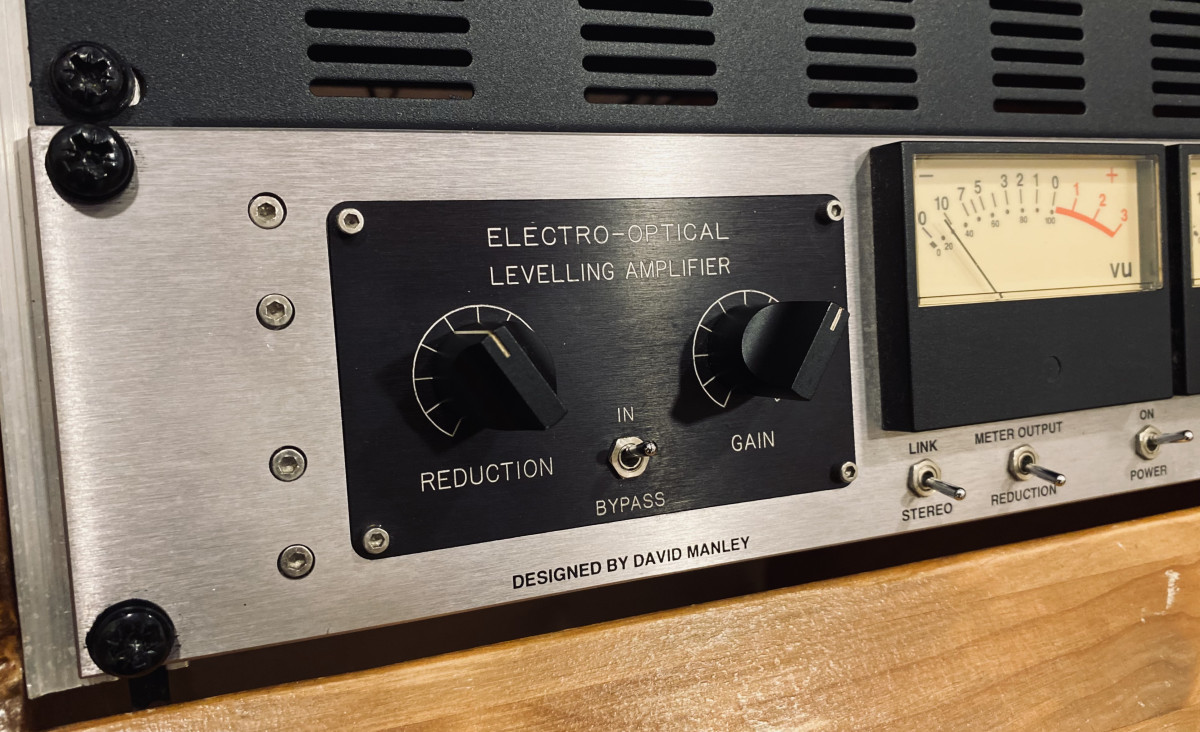 ELECTRO-OPTICAL
LEVELLING AMPLIFIER
REDUCTION
IN
BYPASS
GAIN
DESIGNED BY DAVID MANLEY
− 0 10 7 5 3 2 1 0 1 2 3 +
0 20 40 60 80 100
VU
LINK
STEREO
METER OUTPUT
REDUCTION
ON
POWER